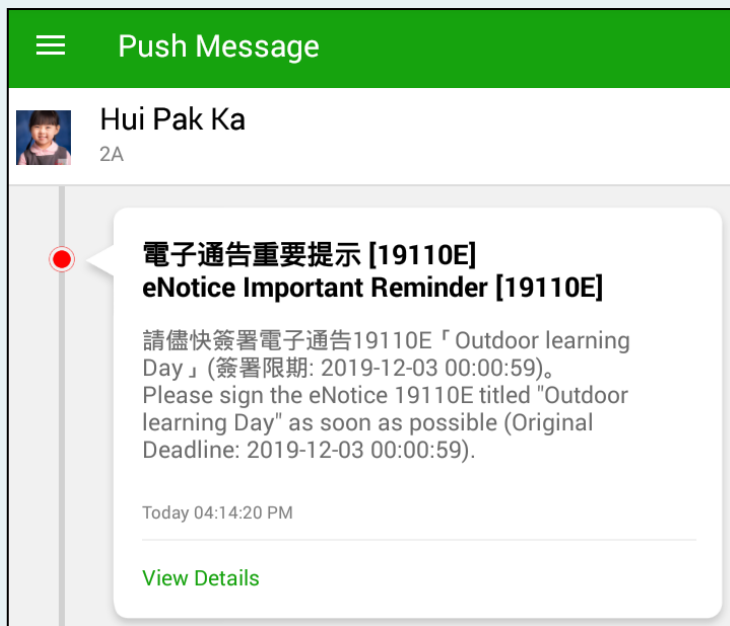 Push Message
Hui Pak Ka
2A
電子通告重要提示 [19110E]
eNotice Important Reminder [19110E]
請儘快簽署電子通告19110E「Outdoor learning
Day」(簽署限期: 2019-12-03 00:00:59)。
Please sign the eNotice 19110E titled "Outdoor
learning Day" as soon as possible (Original
Deadline: 2019-12-03 00:00:59).
Today 04:14:20 PM
View Details